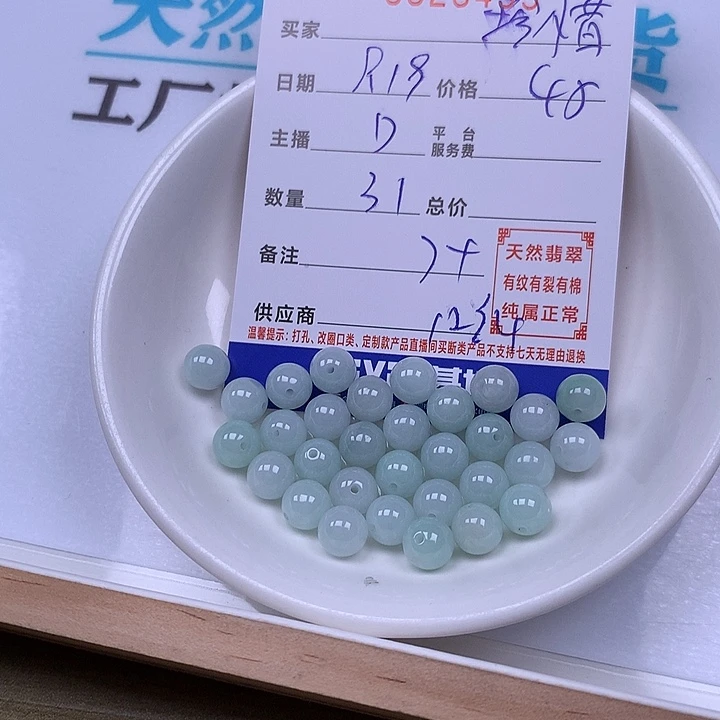 天然
货
工厂
买家 珍惜
日期 R18 价格 48
主播 D 平台服务费
数量 31 总价
备注 7+
天然翡翠
有纹有裂有棉
纯属正常
供应商
温馨提示：打孔、改圈口类、定制款产品直播间买断类产品不支持七天无理由退换